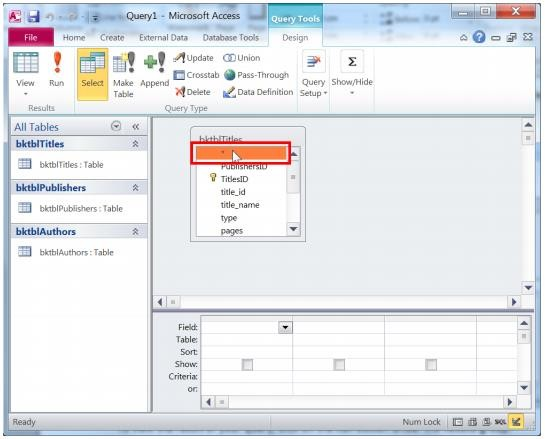 Query1 - Microsoft Access
Query Tools
File Home Create External Data Database Tools Design
View
Run
Select
Make Table
Append
Update
Crosstab
Delete
Union
Pass-Through
Data Definition
Query Setup
Show/Hide
Results
Query Type
All Tables
bktblTitles
bktblTitles : Table
bktblPublishers
bktblPublishers : Table
bktblAuthors
bktblAuthors : Table
bktblTitles
*
PublishersID
TitlesID
title_id
title_name
type
pages
Field:
Table:
Sort:
Show:
Criteria:
or:
Ready
Num Lock
SQL